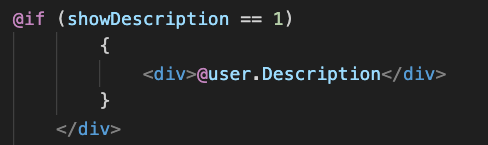 @if (showDescription == 1)
{
<div>@user.Description</div>
}
</div>